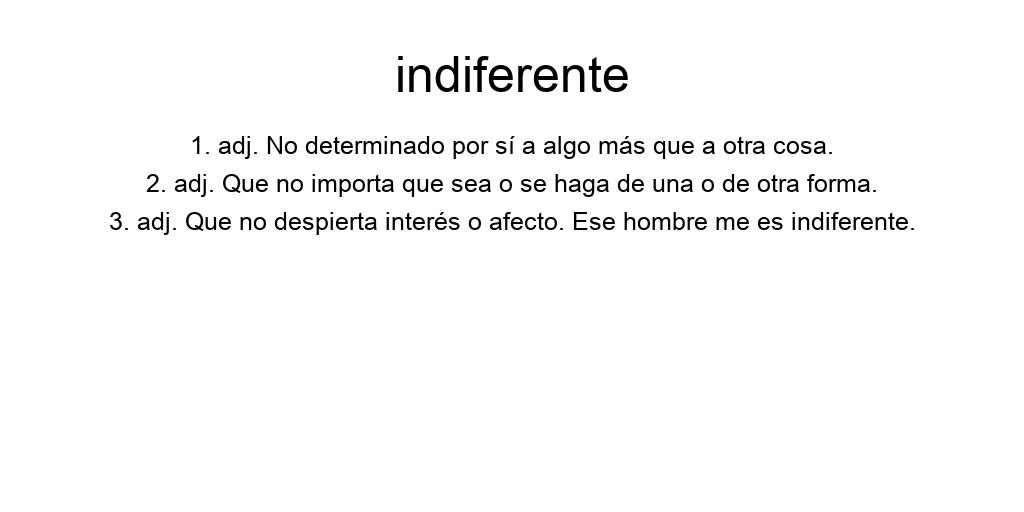 indiferente
1. adj. No determinado por sí a algo más que a otra cosa.
2. adj. Que no importa que sea o se haga de una o de otra forma.
3. adj. Que no despierta interés o afecto. Ese hombre me es indiferente.